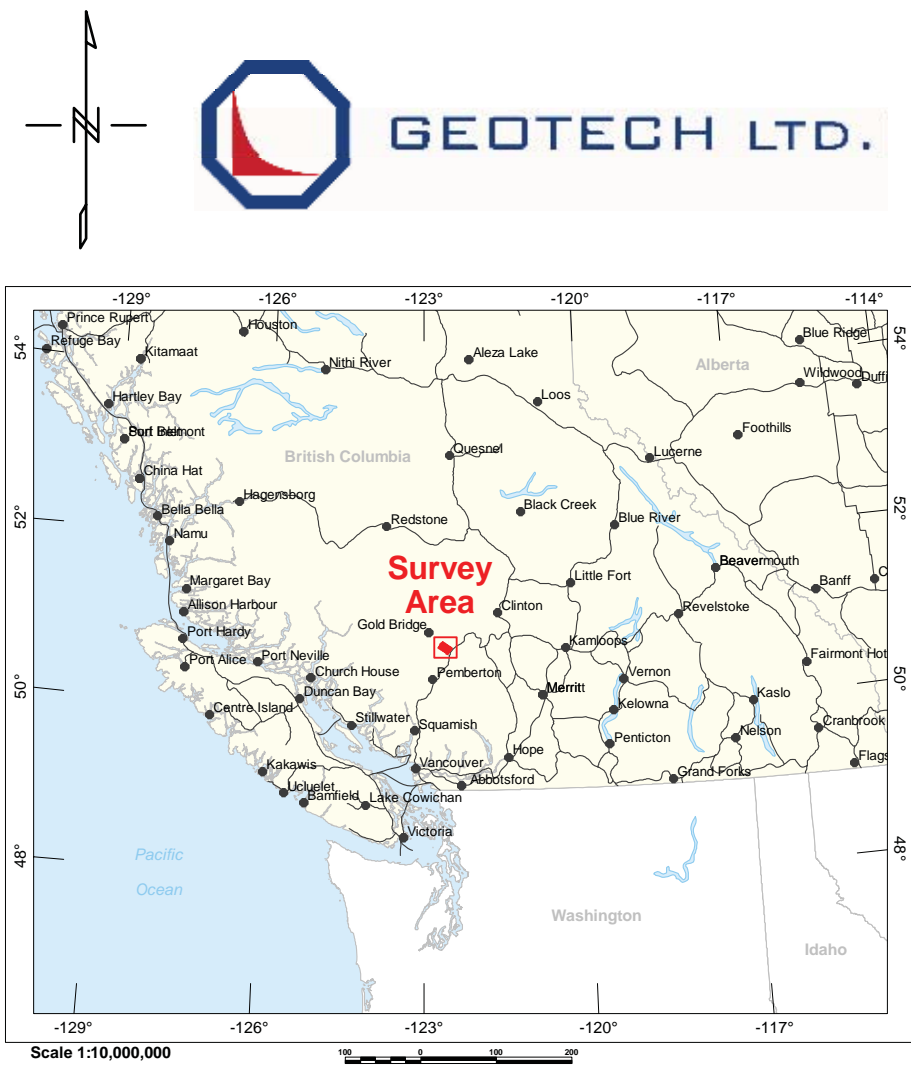 N
GEOTECH LTD.
-129°
-126°
-123°
-120°
-117°
-114°
Prince Rupert
Houston
Blue Ridge
Refuge Bay
Kitamaat
Aleza Lake
54°
54°
Nithi River
Alberta
Wildwood
Duffi
Hartley Bay
Loos
Foothills
Quesnel
British Columbia
Lucerne
China Hat
Hagensborg
Black Creek
52°
52°
Bella Bella
Redstone
Blue River
Namu
Beavermouth
Survey
Area
Margaret Bay
Little Fort
Banff
C
Allison Harbour
Clinton
Revelstoke
Gold Bridge
Port Hardy
Kamloops
Port Alice
Port Neville
Fairmont Hot
Church House
Pemberton
Vernon
50°
50°
Duncan Bay
Merritt
Kaslo
Centre Island
Kelowna
Stillwater
Squamish
Cranbrook
Penticton
Nelson
Hope
Flags
Kakawis
Vancouver
Grand Forks
Abbotsford
Ucluelet
Bamfield
Lake Cowichan
Victoria
48°
48°
Pacific
Ocean
Washington
Idaho
-129°
-126°
-123°
-120°
-117°
Scale 1:10,000,000
100
0
100
200